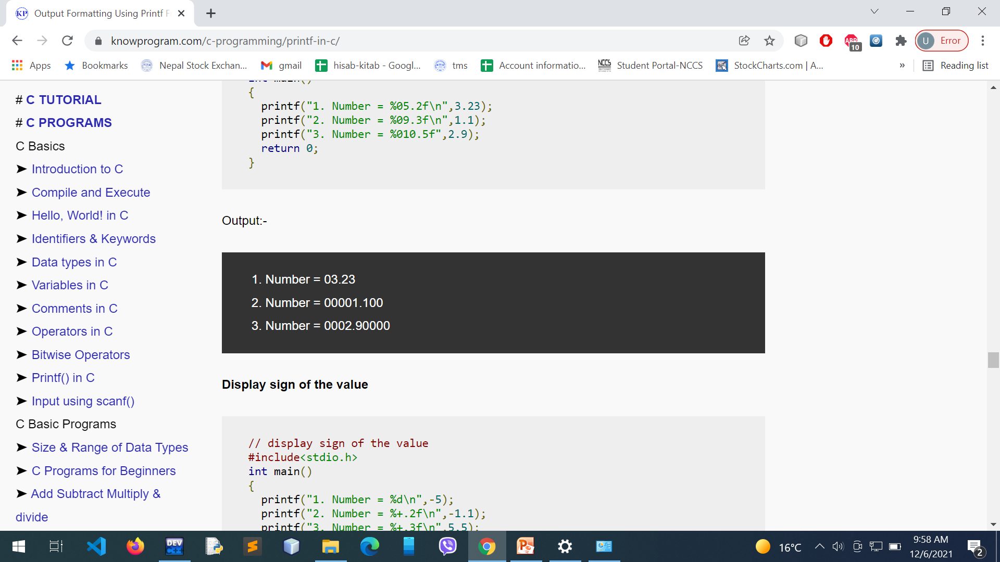 Output Formatting Using Printf F
knowprogram.com/c-programming/printf-in-c/
ABP
10
U
Error
Apps
Bookmarks
Nepal Stock Exchan...
gmail
hisab-kitab - Googl...
tms
Account informatio...
NCCS
Student Portal-NCCS
StockCharts.com | A...
»
Reading list
# C TUTORIAL
# C PROGRAMS
C Basics
➤ Introduction to C
➤ Compile and Execute
➤ Hello, World! in C
➤ Identifiers & Keywords
➤ Data types in C
➤ Variables in C
➤ Comments in C
➤ Operators in C
➤ Bitwise Operators
➤ Printf() in C
➤ Input using scanf()
C Basic Programs
➤ Size & Range of Data Types
➤ C Programs for Beginners
➤ Add Subtract Multiply &
divide
int main()
{
printf("1. Number = %05.2f\n",3.23);
printf("2. Number = %09.3f\n",1.1);
printf("3. Number = %010.5f",2.9);
return 0;
}
Output:-
1. Number = 03.23
2. Number = 00001.100
3. Number = 0002.90000
Display sign of the value
// display sign of the value
#include<stdio.h>
int main()
{
printf("1. Number = %d\n",-5);
printf("2. Number = %+.2f\n",-1.1);
printf("3. Number = %+.3f\n",5.5);
DEV
C++
16°C
9:58 AM
12/6/2021
2